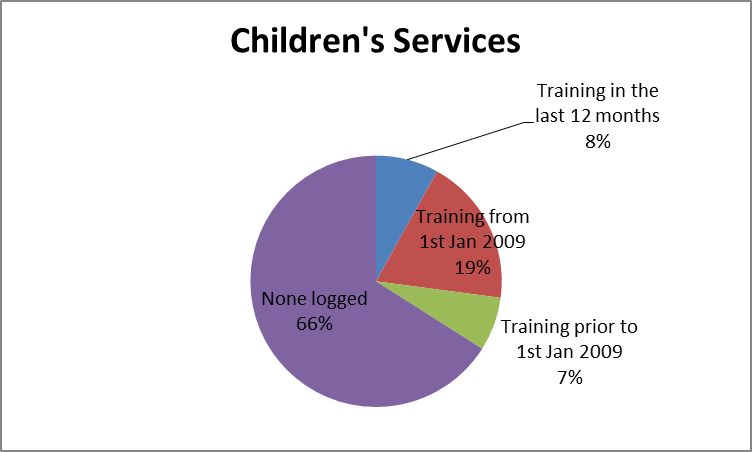 Children's Services
Training in the
last 12 months
8%
Training from
1st Jan 2009
19%
Training prior to
1st Jan 2009
7%
None logged
66%